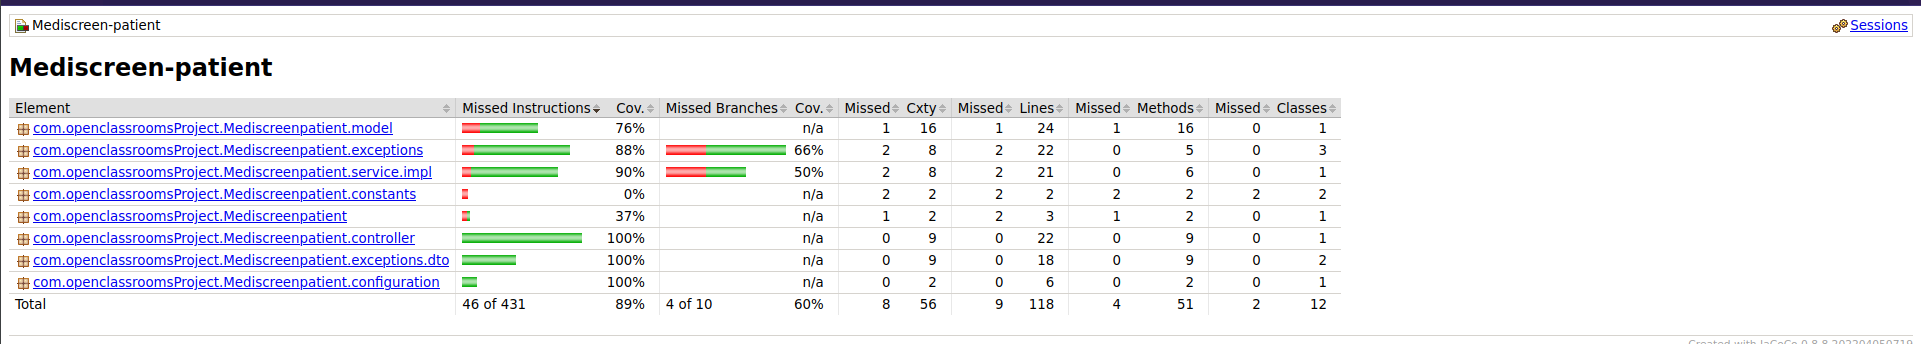 Mediscreen-patient Sessions
Mediscreen-patient
Element Missed Instructions Cov. Missed Branches Cov. Missed Cxty Missed Lines Missed Methods Missed Classes
com.openclassroomsProject.Mediscreenpatient.model 76% n/a 1 16 1 24 1 16 0 1
com.openclassroomsProject.Mediscreenpatient.exceptions 88% 66% 2 8 2 22 0 5 0 3
com.openclassroomsProject.Mediscreenpatient.service.impl 90% 50% 2 8 2 21 0 6 0 1
com.openclassroomsProject.Mediscreenpatient.constants 0% n/a 2 2 2 2 2 2 2 2
com.openclassroomsProject.Mediscreenpatient 37% n/a 1 2 2 3 1 2 0 1
com.openclassroomsProject.Mediscreenpatient.controller 100% n/a 0 9 0 22 0 9 0 1
com.openclassroomsProject.Mediscreenpatient.exceptions.dto 100% n/a 0 9 0 18 0 9 0 2
com.openclassroomsProject.Mediscreenpatient.configuration 100% n/a 0 2 0 6 0 2 0 1
Total 46 of 431 89% 4 of 10 60% 8 56 9 118 4 51 2 12
Created with JaCoCo 0.8.8.202204050719